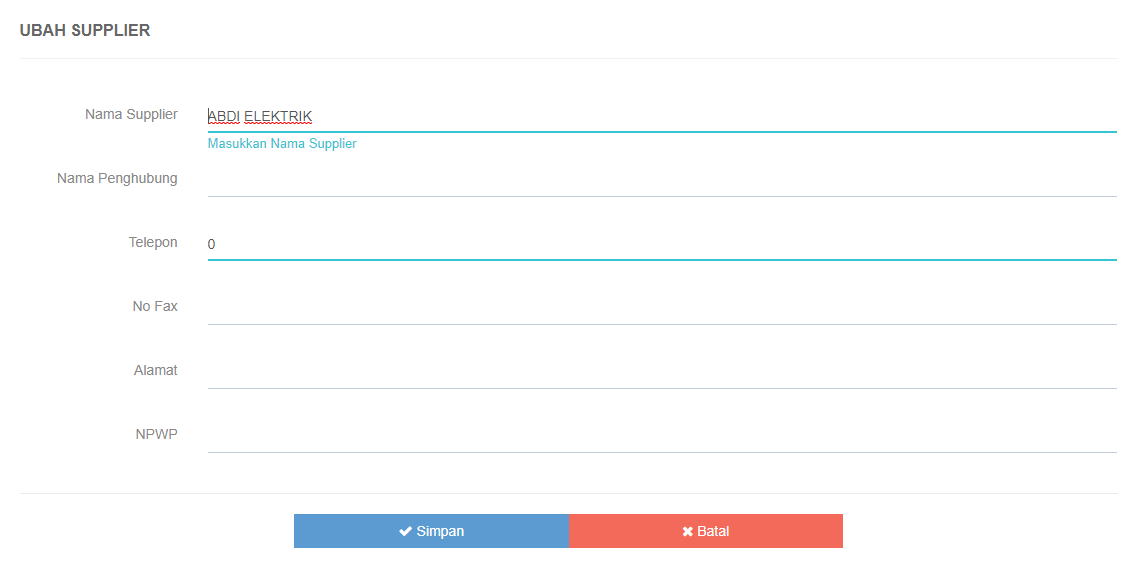 UBAH SUPPLIER
Nama Supplier
ABDI ELEKTRIK
Masukkan Nama Supplier
Nama Penghubung
Telepon
0
No Fax
Alamat
NPWP
Simpan
Batal